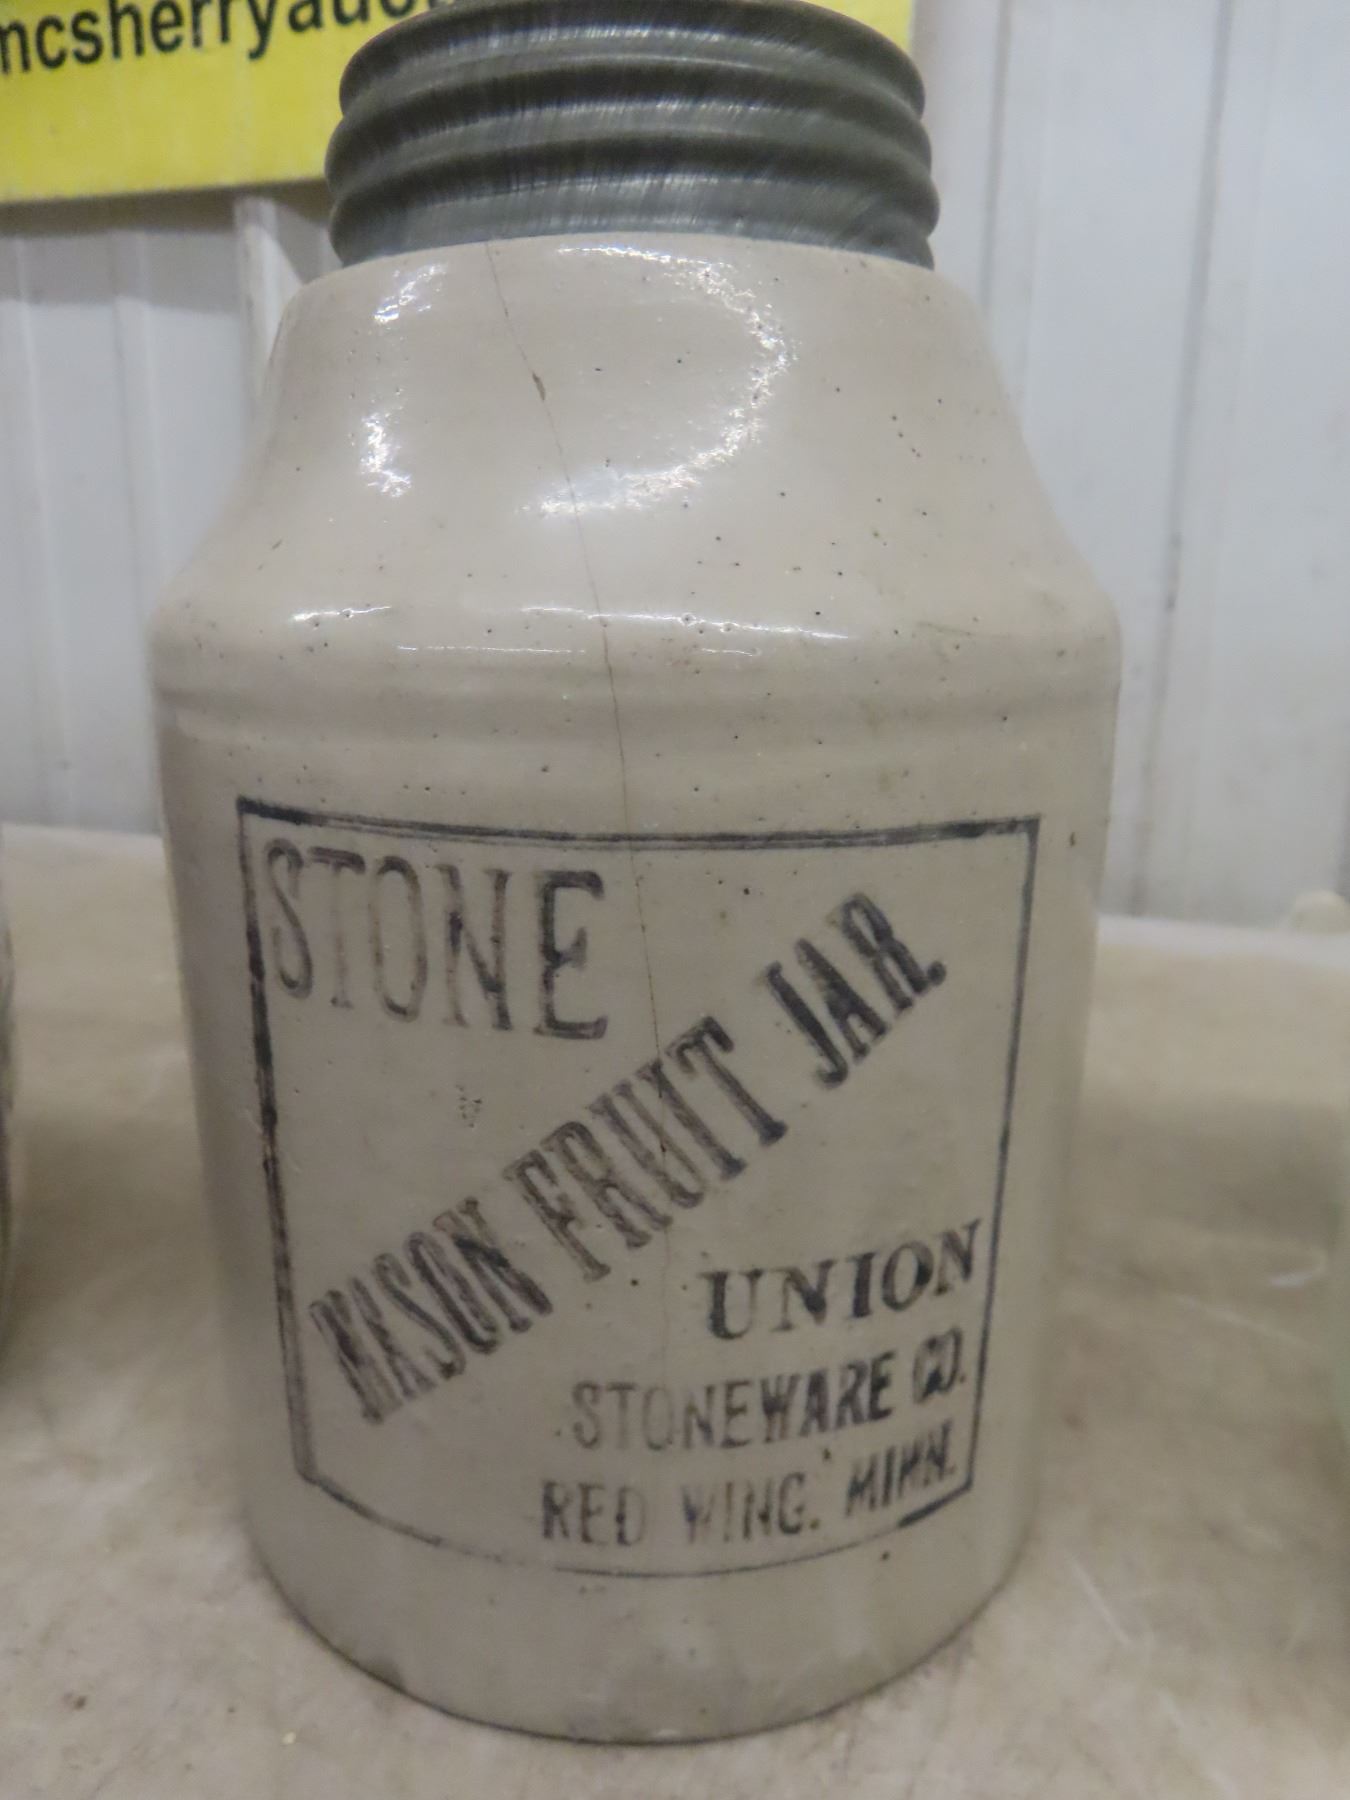 mcsherryauc
STONE
MASON FRUIT JAR.
UNION
STONEWARE CO.
RED WING. MINN.